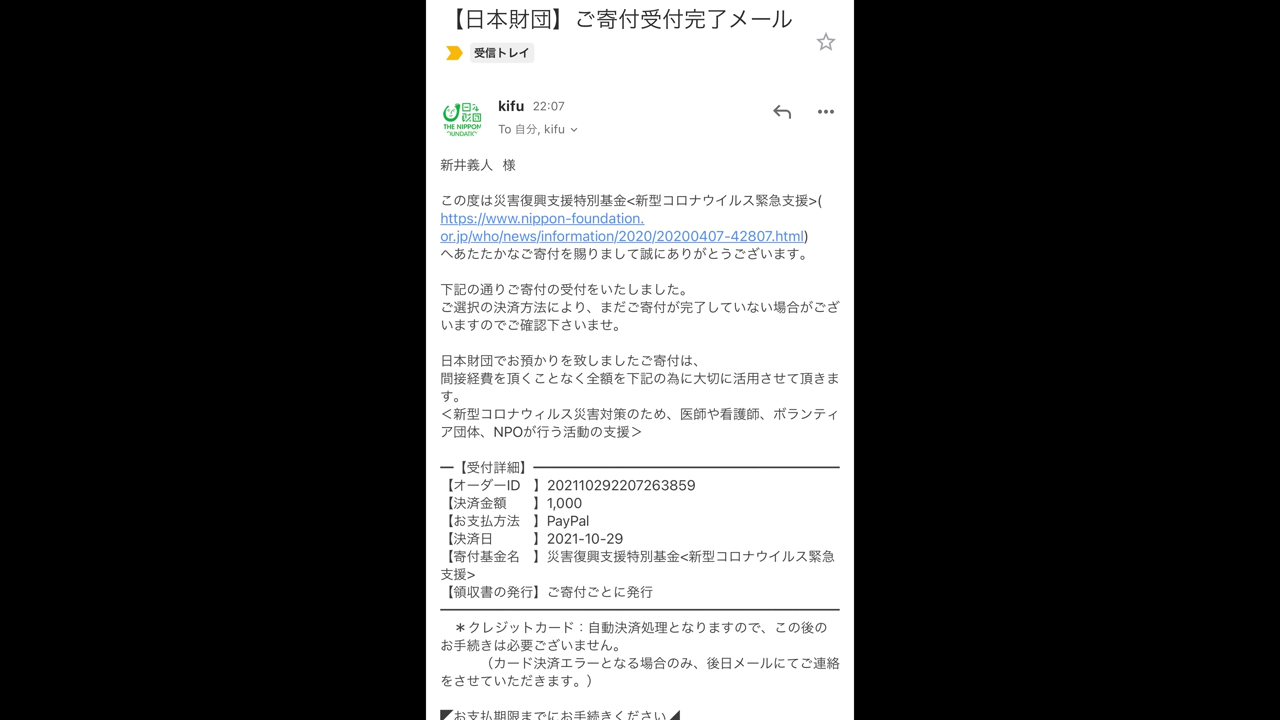 【日本財団】ご寄付受付完了メール
受信トレイ
kifu 22:07
To 自分, kifu
THE NIPPON
FOUNDATION
新井義人 様
この度は災害復興支援特別基金<新型コロナウイルス緊急支援>(
https://www.nippon-foundation.
or.jp/who/news/information/2020/20200407-42807.html)
へあたたかなご寄付を賜りまして誠にありがとうございます。
下記の通りご寄付の受付をいたしました。
ご選択の決済方法により、まだご寄付が完了していない場合がござ
いますのでご確認下さいませ。
日本財団でお預かりを致しましたご寄付は、
間接経費を頂くことなく全額を下記の為に大切に活用させて頂きま
す。
＜新型コロナウィルス災害対策のため、医師や看護師、ボランティ
ア団体、NPOが行う活動の支援＞
━【受付詳細】━━━━━━━━━━━━━━━━━━━━━━━
【オーダーID 】202110292207263859
【決済金額 】1,000
【お支払方法 】PayPal
【決済日 】2021-10-29
【寄付基金名 】災害復興支援特別基金<新型コロナウイルス緊急
支援>
【領収書の発行】ご寄付ごとに発行
＊クレジットカード：自動決済処理となりますので、この後の
お手続きは必要ございません。
（カード決済エラーとなる場合のみ、後日メールにてご連絡
をさせていただきます。）
◤お支払期限までにお手続きください◢